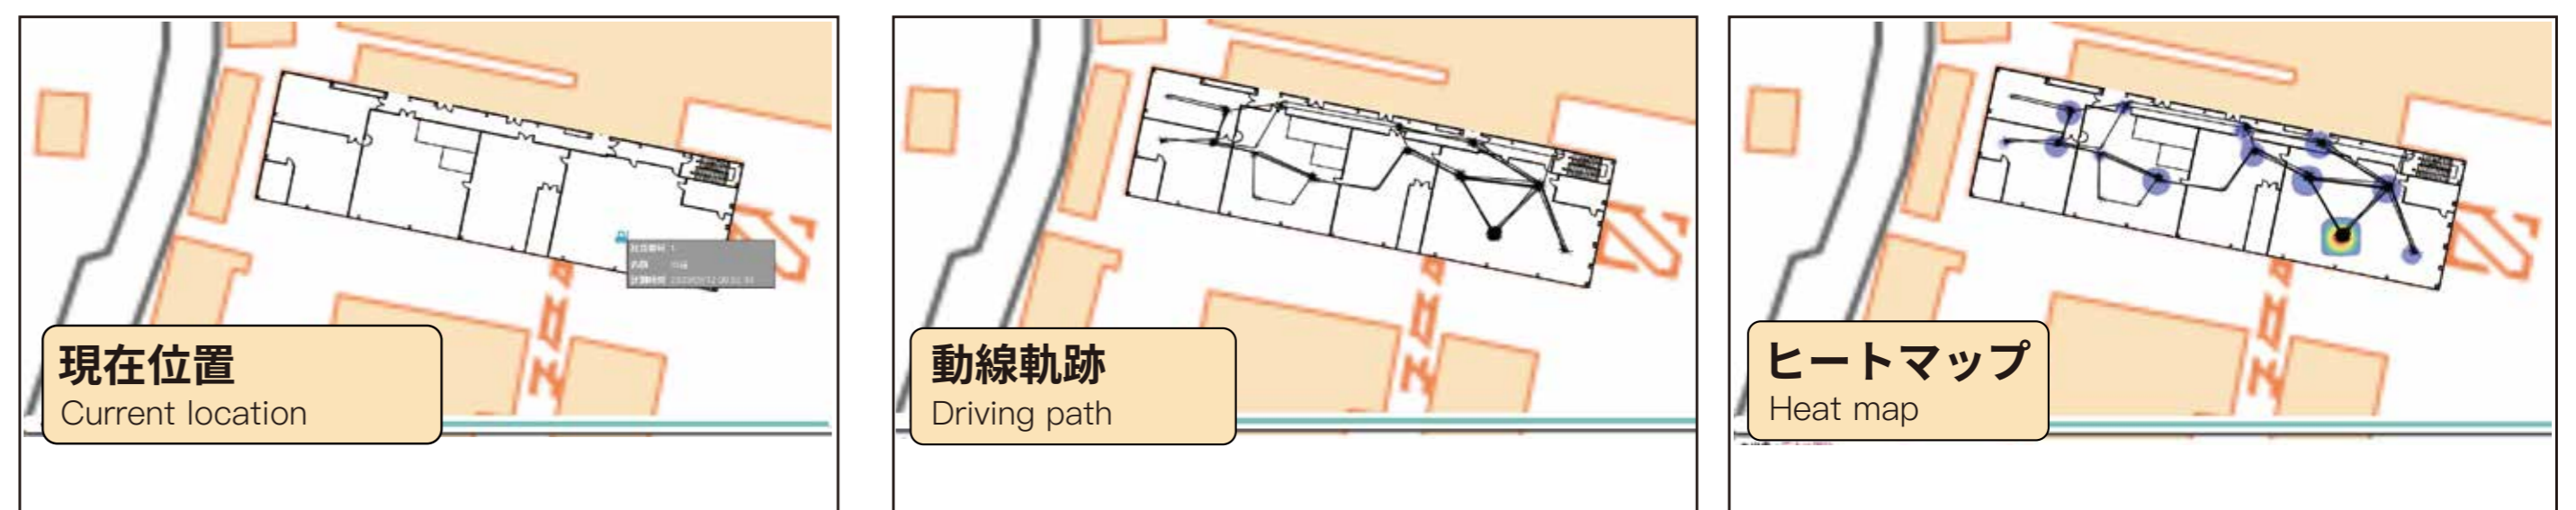 現在位置
Current location
動線軌跡
Driving path
ヒートマップ
Heat map